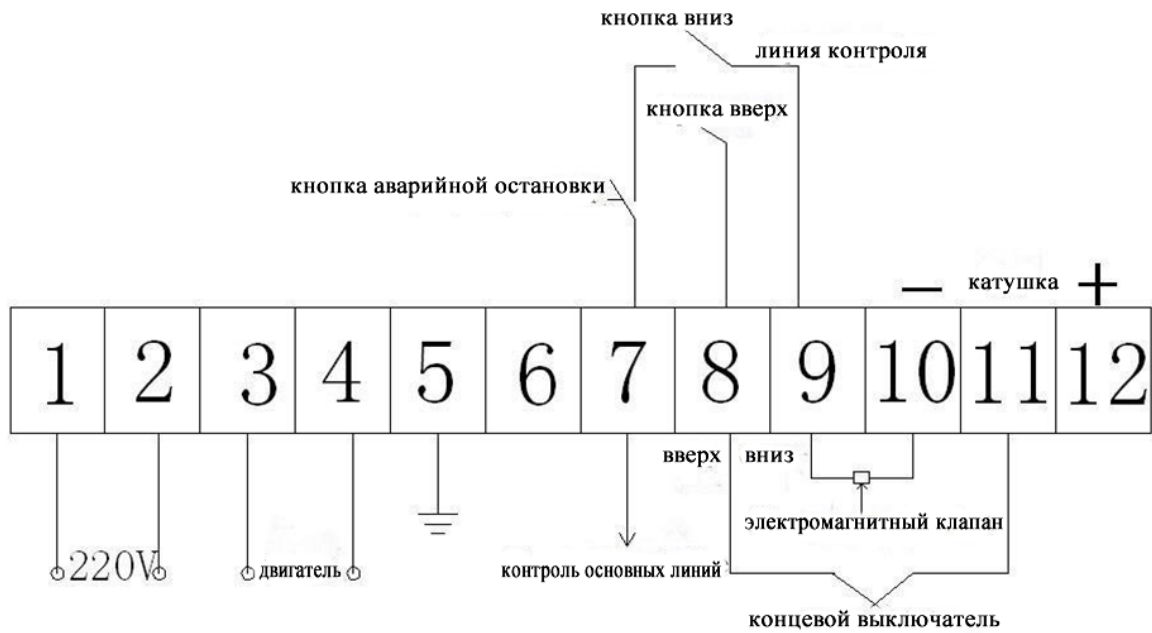 кнопка вниз
линия контроля
кнопка вверх
кнопка аварийной остановки
— катушка +
1 2 3 4 5 6 7 8 9 10 11 12
вверх вниз
электромагнитный клапан
220V двигатель контроль основных линий
концевой выключатель